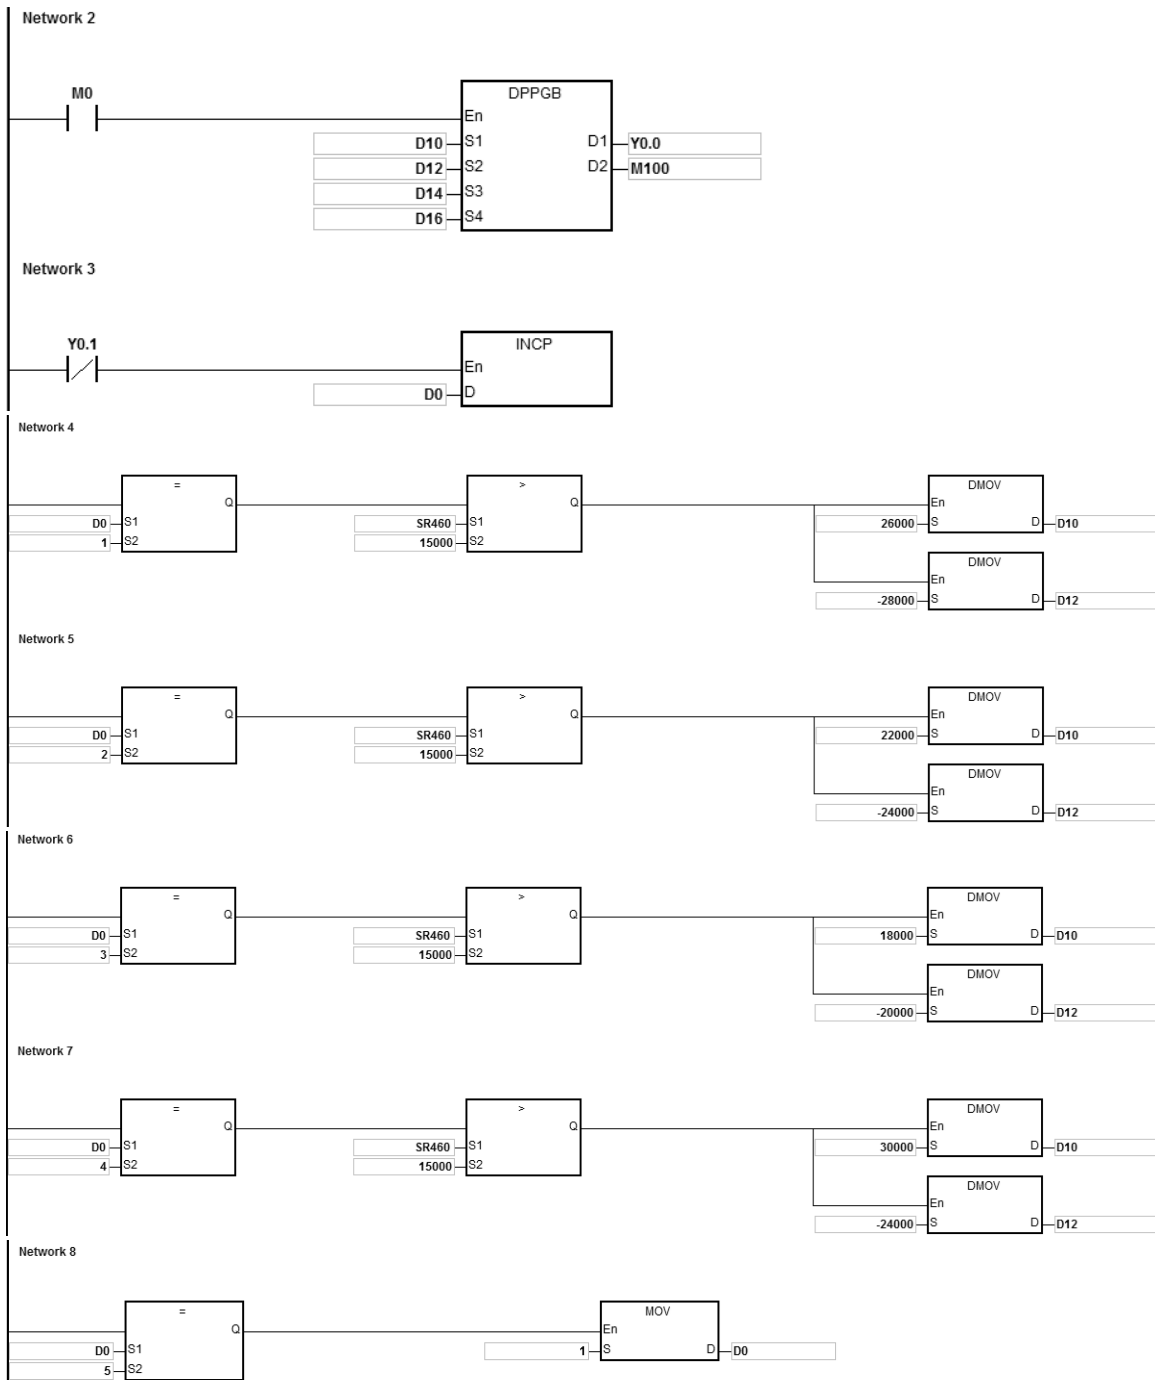 Network 2
M0
DPPGB
En
D10 S1 D1 Y0.0
D12 S2 D2 M100
D14 S3
D16 S4
Network 3
Y0.1
INCP
En
D0 D
Network 4
= > DMOV
Q Q En
D0 S1 SR460 S1 26000 S D D10
1 S2 15000 S2
DMOV
En
-28000 S D D12
Network 5
= > DMOV
Q Q En
D0 S1 SR460 S1 22000 S D D10
2 S2 15000 S2
DMOV
En
-24000 S D D12
Network 6
= > DMOV
Q Q En
D0 S1 SR460 S1 18000 S D D10
3 S2 15000 S2
DMOV
En
-20000 S D D12
Network 7
= > DMOV
Q Q En
D0 S1 SR460 S1 30000 S D D10
4 S2 15000 S2
DMOV
En
-24000 S D D12
Network 8
= MOV
Q En
D0 S1 1 S D D0
5 S2